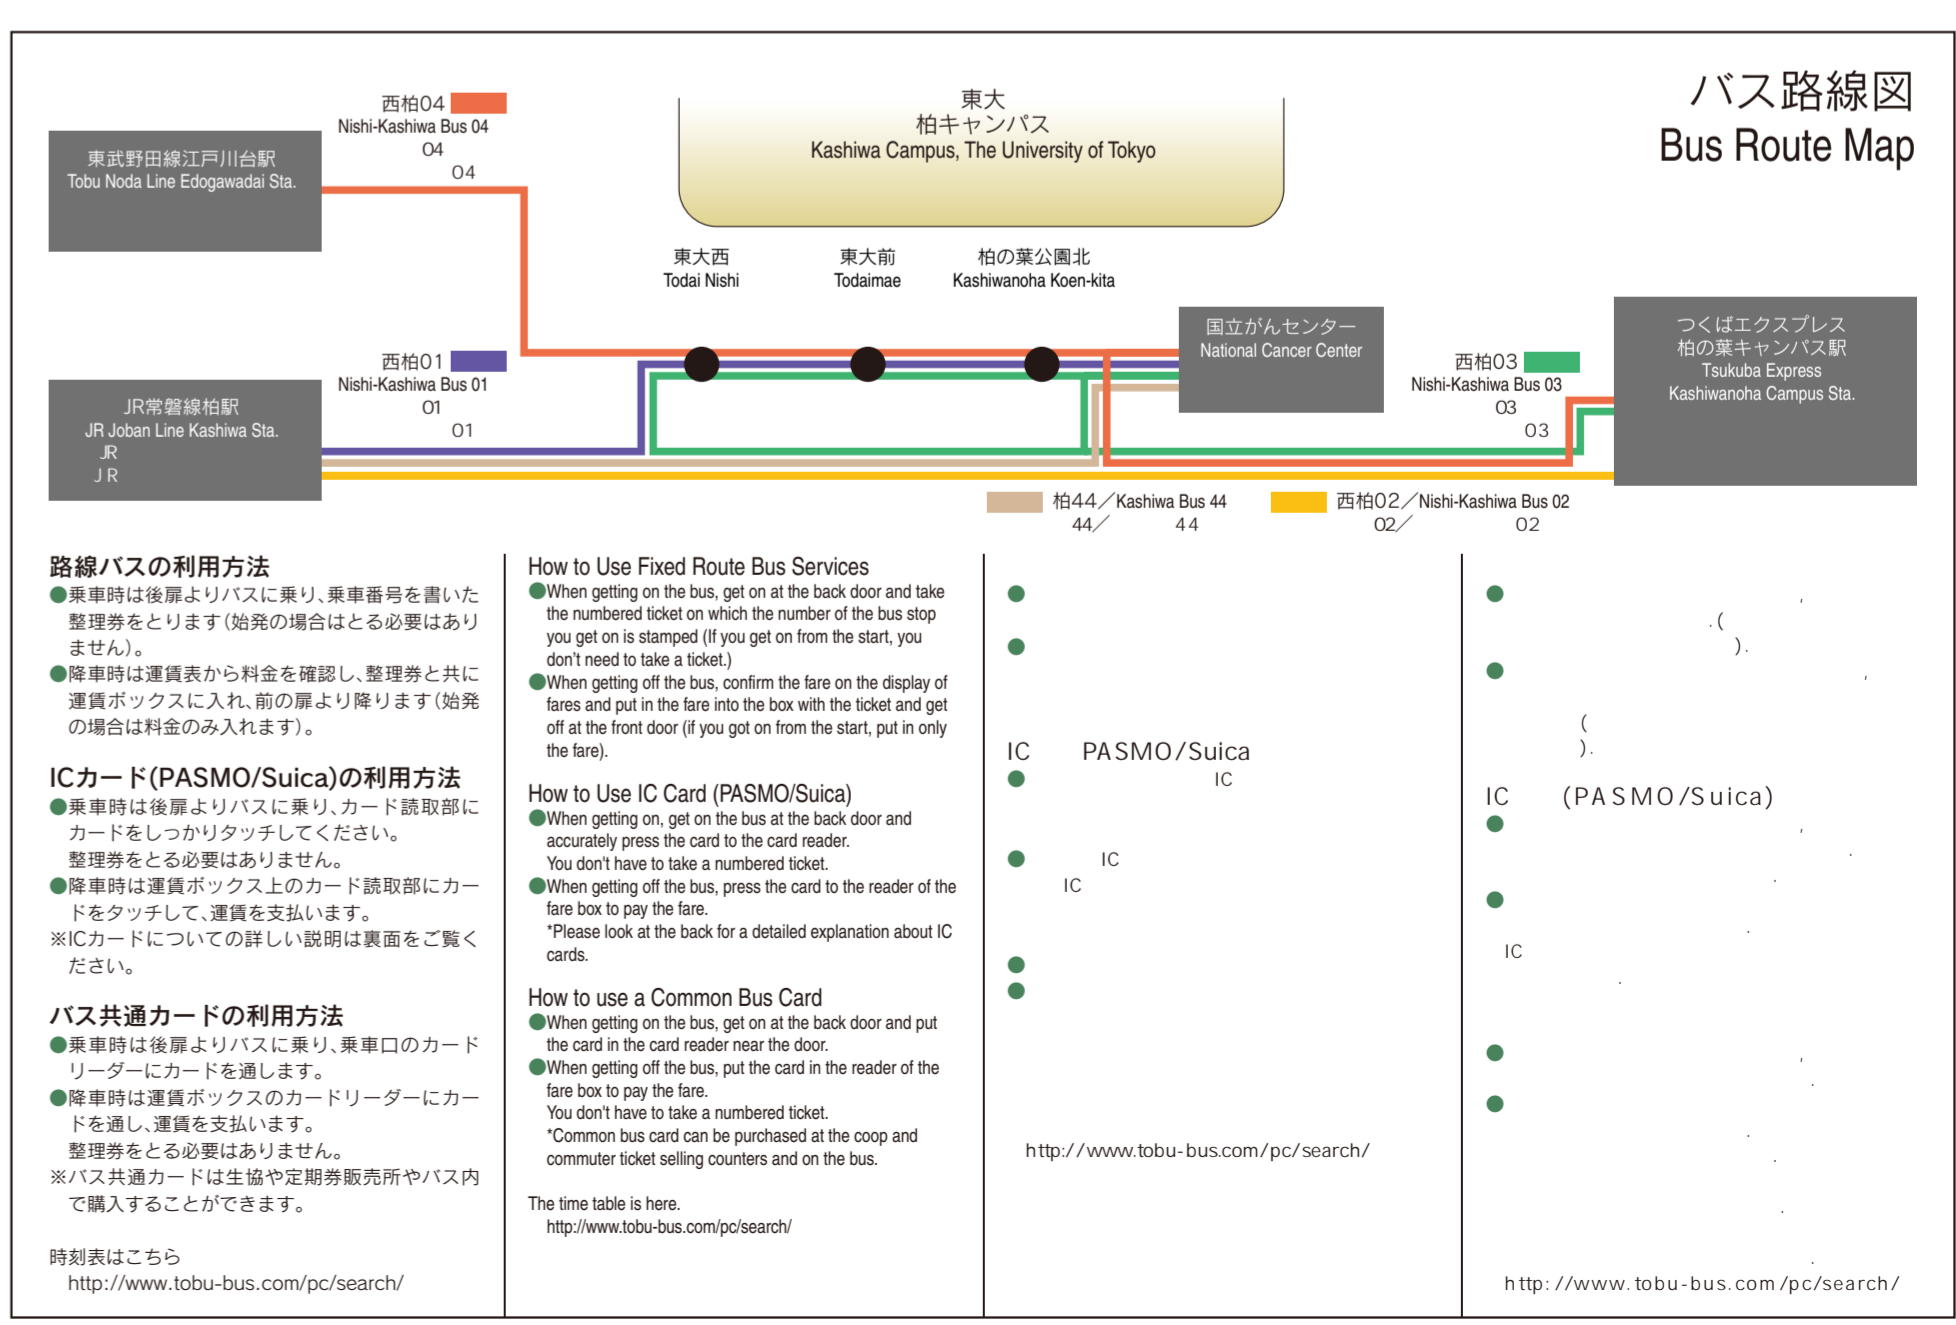 バス路線図
Bus Route Map
西柏04
Nishi-Kashiwa Bus 04
04
04
東武野田線江戸川台駅
Tobu Noda Line Edogawadai Sta.
東大
柏キャンパス
Kashiwa Campus, The University of Tokyo
東大西
Todai Nishi
東大前
Todaimae
柏の葉公園北
Kashiwanoha Koen-kita
国立がんセンター
National Cancer Center
つくばエクスプレス
柏の葉キャンパス駅
Tsukuba Express
Kashiwanoha Campus Sta.
西柏01
Nishi-Kashiwa Bus 01
01
01
西柏03
Nishi-Kashiwa Bus 03
03
03
JR常磐線柏駅
JR Joban Line Kashiwa Sta.
JR
JR
柏44／Kashiwa Bus 44
44／ 44
西柏02／Nishi-Kashiwa Bus 02
02／ 02
路線バスの利用方法
●乗車時は後扉よりバスに乗り、乗車番号を書いた
整理券をとります（始発の場合はとる必要はあり
ません）。
●降車時は運賃表から料金を確認し、整理券と共に
運賃ボックスに入れ、前の扉より降ります（始発
の場合は料金のみ入れます）。
ICカード(PASMO/Suica)の利用方法
●乗車時は後扉よりバスに乗り、カード読取部に
カードをしっかりタッチしてください。
整理券をとる必要はありません。
●降車時は運賃ボックス上のカード読取部にカー
ドをタッチして、運賃を支払います。
※ICカードについての詳しい説明は裏面をご覧く
ださい。
バス共通カードの利用方法
●乗車時は後扉よりバスに乗り、乗車口のカード
リーダーにカードを通します。
●降車時は運賃ボックスのカードリーダーにカー
ドを通し、運賃を支払います。
整理券をとる必要はありません。
※バス共通カードは生協や定期券販売所やバス内
で購入することができます。
時刻表はこちら
http://www.tobu-bus.com/pc/search/
How to Use Fixed Route Bus Services
●When getting on the bus, get on at the back door and take
the numbered ticket on which the number of the bus stop
you get on is stamped (If you get on from the start, you
don't need to take a ticket.)
●When getting off the bus, confirm the fare on the display of
fares and put in the fare into the box with the ticket and get
off at the front door (if you got on from the start, put in only
the fare).
How to Use IC Card (PASMO/Suica)
●When getting on, get on the bus at the back door and
accurately press the card to the card reader.
You don't have to take a numbered ticket.
●When getting off the bus, press the card to the reader of the
fare box to pay the fare.
*Please look at the back for a detailed explanation about IC
cards.
How to use a Common Bus Card
●When getting on the bus, get on at the back door and put
the card in the card reader near the door.
●When getting off the bus, put the card in the reader of the
fare box to pay the fare.
You don't have to take a numbered ticket.
*Common bus card can be purchased at the coop and
commuter ticket selling counters and on the bus.
The time table is here.
http://www.tobu-bus.com/pc/search/
●
●
IC PASMO/Suica
● IC
● IC
IC
●
●
http://www.tobu-bus.com/pc/search/
● ,
. (
).
● ,
(
).
IC (PASMO/Suica)
● ,
.
.
●
.
IC
.
● ,
.
●
.
.
.
.
http://www.tobu-bus.com/pc/search/